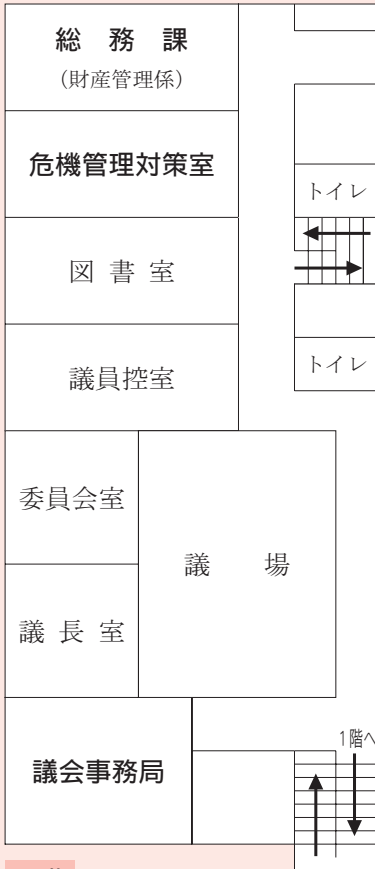 総務課
（財産管理係）
危機管理対策室
トイレ
図書室
議員控室
トイレ
委員会室
議場
議長室
議会事務局
1階へ